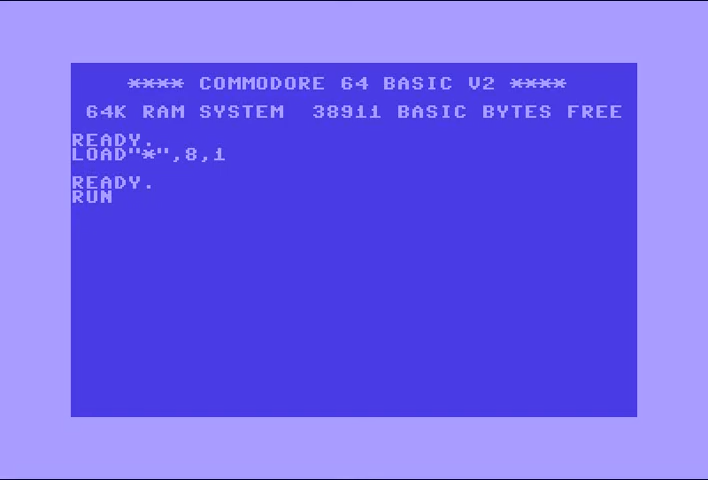 **** COMMODORE 64 BASIC V2 ****
64K RAM SYSTEM  38911 BASIC BYTES FREE
READY.
LOAD"*",8,1
READY.
RUN